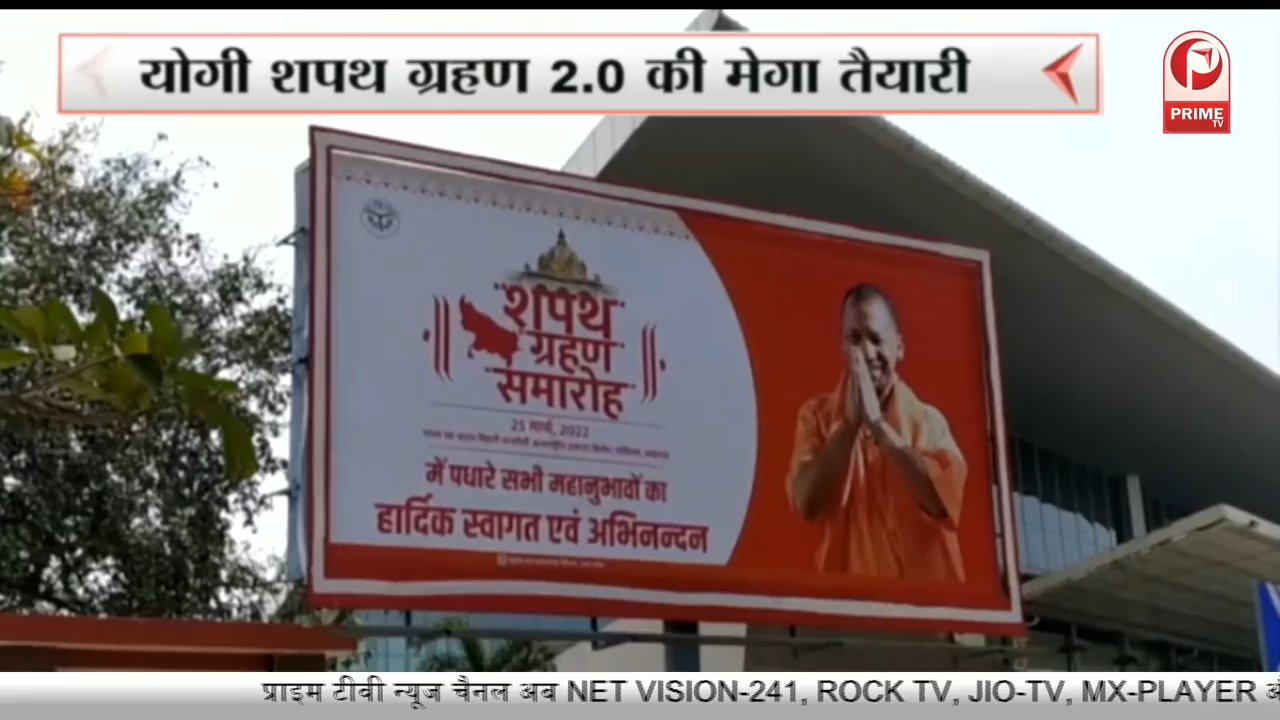 योगी शपथ ग्रहण 2.0 की मेगा तैयारी
PRIME
TV
शपथ
ग्रहण
समारोह
25 मार्च, 2022
में पधारे सभी महानुभावों का
हार्दिक स्वागत एवं अभिनन्दन
प्राइम टीवी न्यूज चैनल अब NET VISION-241, ROCK TV, JIO-TV, MX-PLAYER